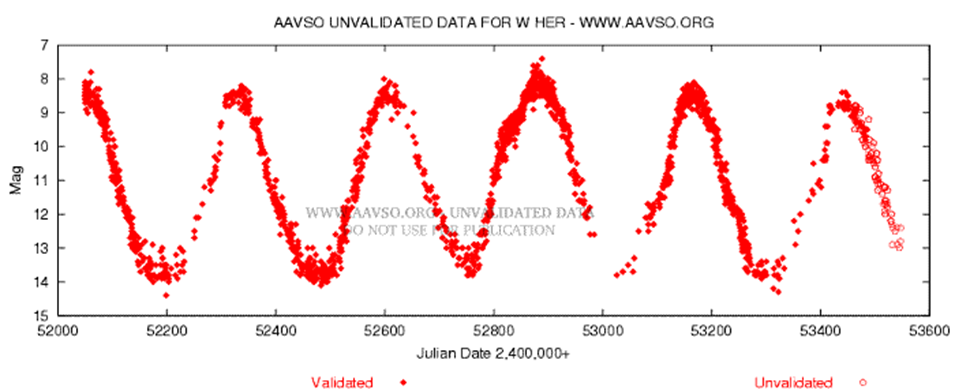 AAVSO UNVALIDATED DATA FOR W HER - WWW.AAVSO.ORG
7
8
9
10
11
12
13
14
15
Mag
WWW.AAVSO.ORG - UNVALIDATED DATA
DO NOT USE FOR PUBLICATION
52000 52200 52400 52600 52800 53000 53200 53400 53600
Julian Date 2,400,000+
Validated Unvalidated